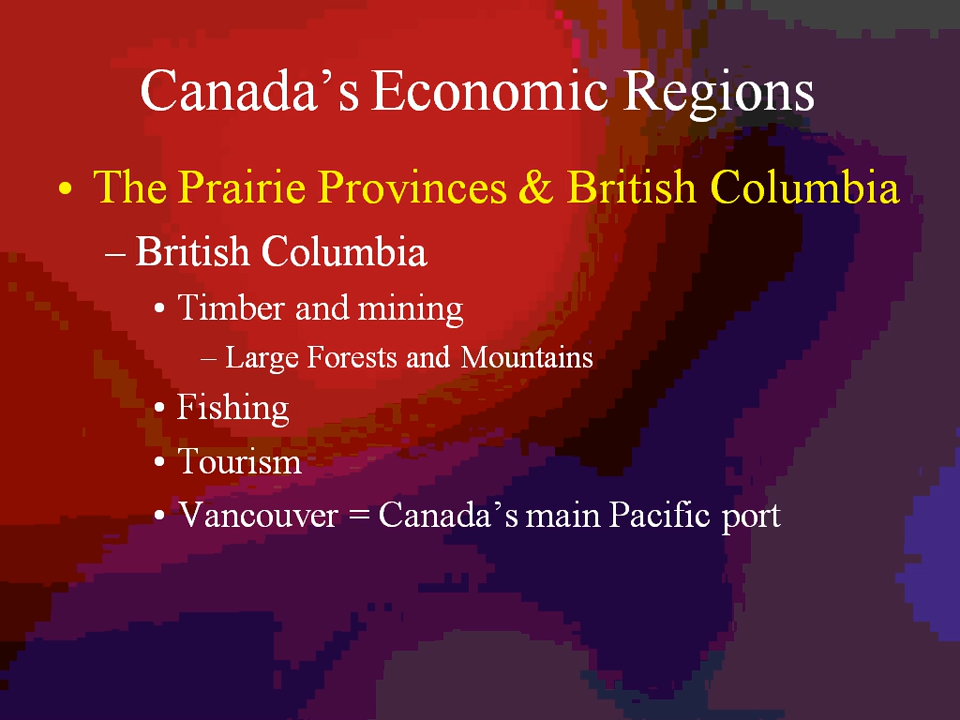 Canada’s Economic Regions
• The Prairie Provinces & British Columbia
– British Columbia
• Timber and mining
– Large Forests and Mountains
• Fishing
• Tourism
• Vancouver = Canada’s main Pacific port